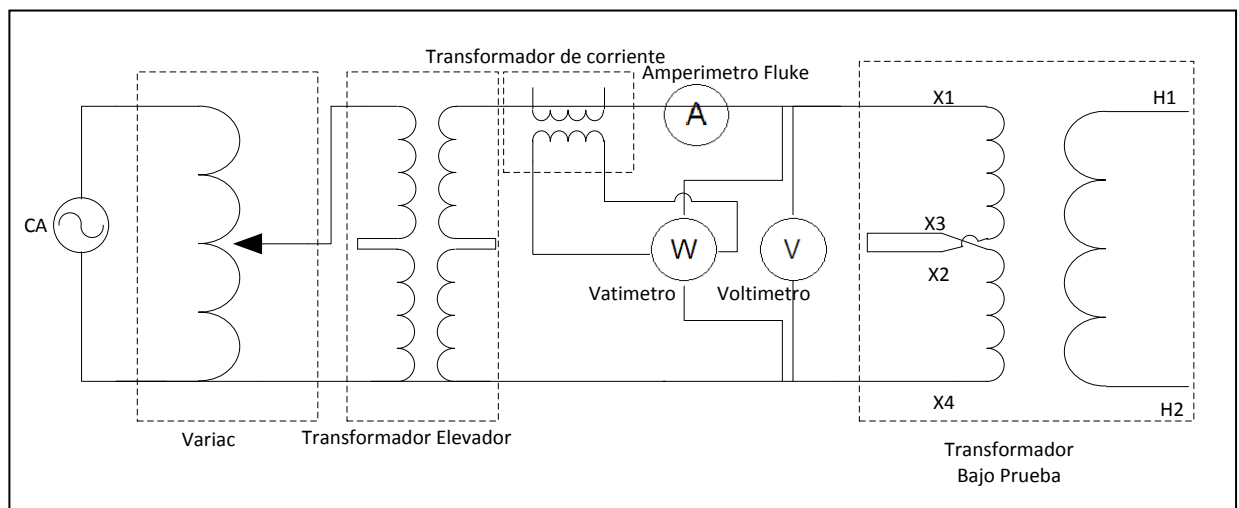 Transformador de corriente
Amperimetro Fluke
A
X1
H1
CA
W
V
X3
X2
Vatimetro
Voltimetro
X4
H2
Variac
Transformador Elevador
Transformador
Bajo Prueba